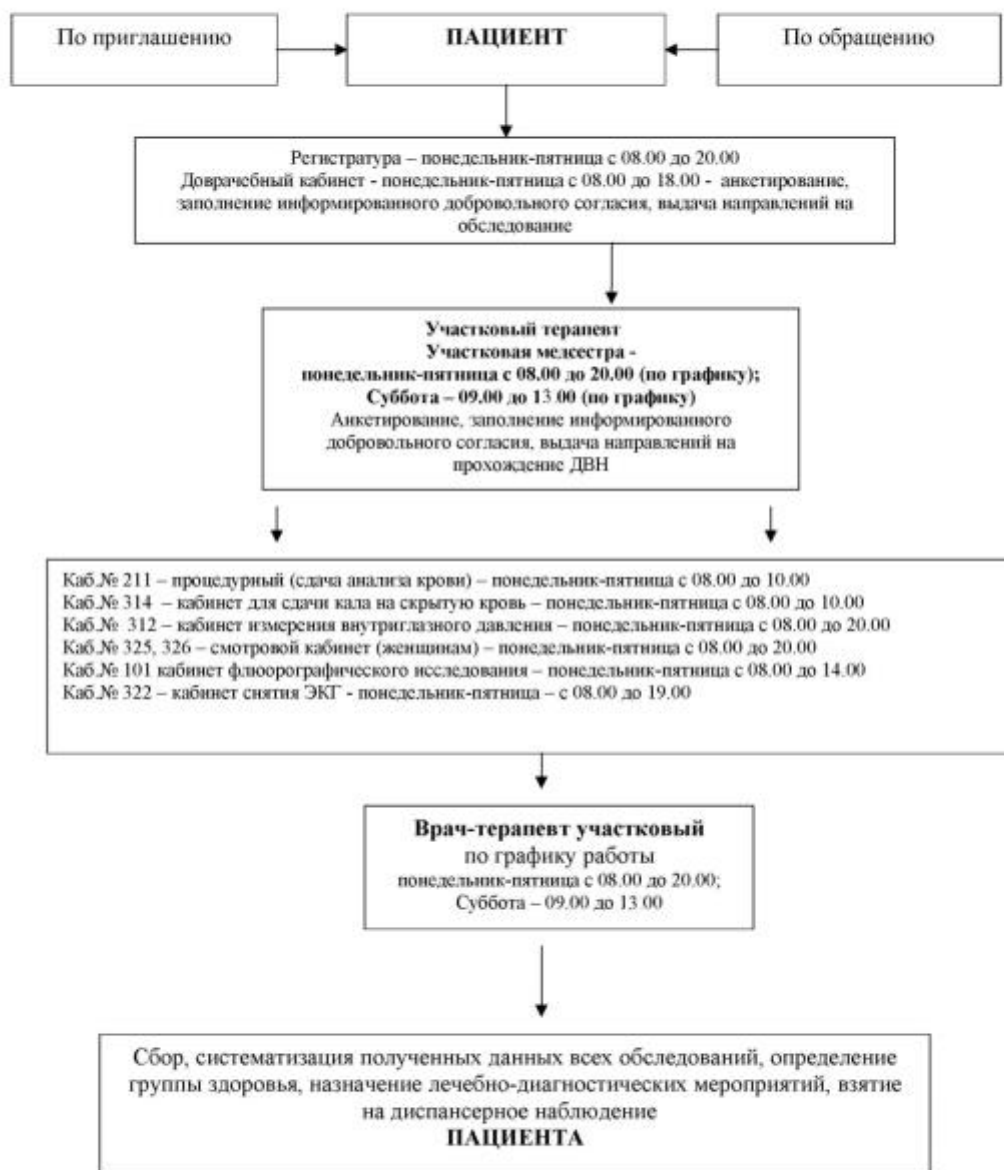 По приглашению
ПАЦИЕНТ
По обращению
Регистратура – понедельник-пятница с 08.00 до 20.00
Доврачебный кабинет - понедельник-пятница с 08.00 до 18.00 - анкетирование,
заполнение информированного добровольного согласия, выдача направлений на
обследование
Участковый терапевт
Участковая медсестра -
понедельник-пятница с 08.00 до 20.00 (по графику);
Суббота – 09.00 до 13.00 (по графику)
Анкетирование, заполнение информированного
добровольного согласия, выдача направлений на
прохождение ДВН
Каб.№ 211 – процедурный (сдача анализа крови) – понедельник-пятница с 08.00 до 10.00
Каб.№ 314 – кабинет для сдачи кала на скрытую кровь – понедельник-пятница с 08.00 до 10.00
Каб.№ 312 – кабинет измерения внутриглазного давления – понедельник-пятница с 08.00 до 20.00
Каб.№ 325, 326 – смотровой кабинет (женщинам) – понедельник-пятница с 08.00 до 20.00
Каб.№ 101 кабинет флюорографического исследования – понедельник-пятница с 08.00 до 14.00
Каб.№ 322 – кабинет снятия ЭКГ - понедельник-пятница – с 08.00 до 19.00
Врач-терапевт участковый
по графику работы
понедельник-пятница с 08.00 до 20.00;
Суббота – 09.00 до 13.00
Сбор, систематизация полученных данных всех обследований, определение
группы здоровья, назначение лечебно-диагностических мероприятий, взятие
на диспансерное наблюдение
ПАЦИЕНТА